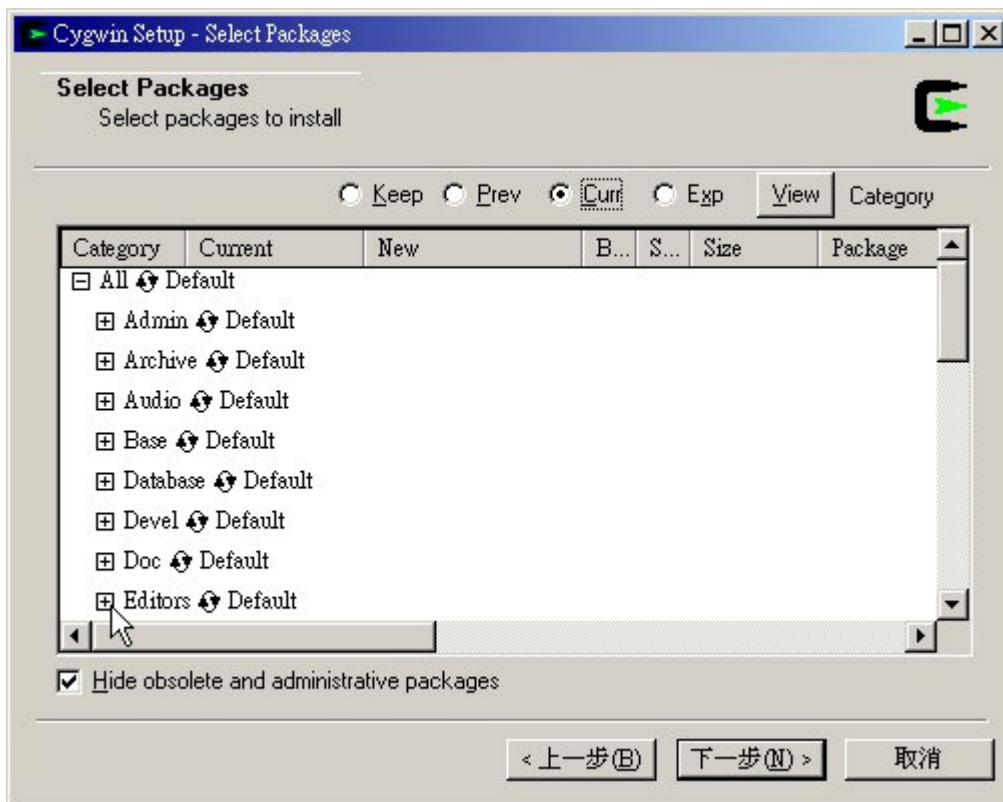 Cygwin Setup - Select Packages
Select Packages
Select packages to install
Keep Prev Curr Exp View Category
Category Current New B... S... Size Package
All Default
Admin Default
Archive Default
Audio Default
Base Default
Database Default
Devel Default
Doc Default
Editors Default
Hide obsolete and administrative packages
< 上一步(B) 下一步(N) > 取消